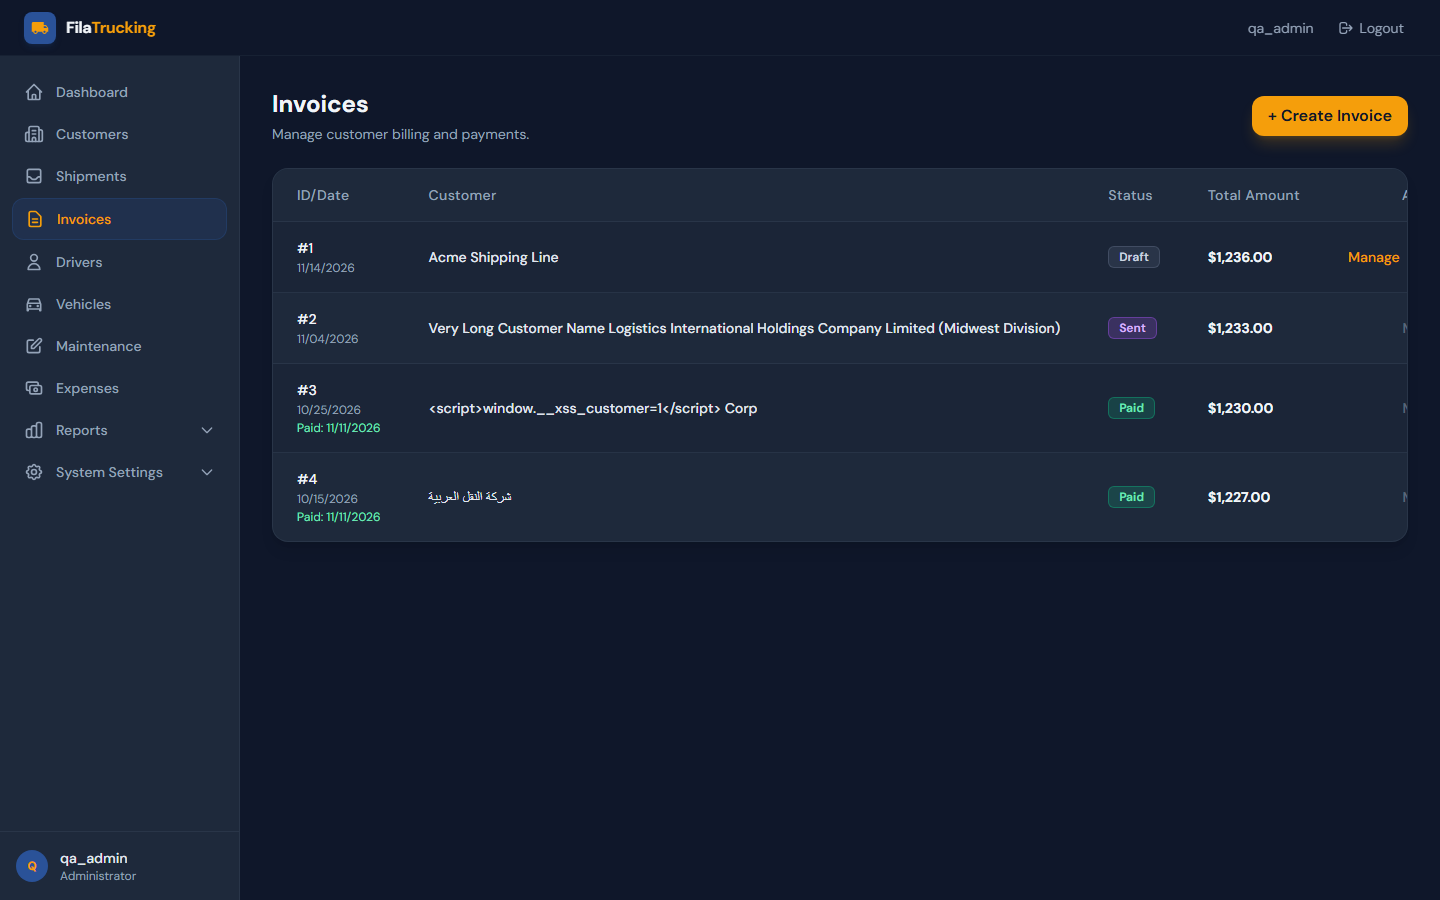 FilaTrucking
qa_admin
Logout
Dashboard
Customers
Shipments
Invoices
Drivers
Vehicles
Maintenance
Expenses
Reports
System Settings
Q
qa_admin
Administrator
Invoices
Manage customer billing and payments.
+ Create Invoice
ID/Date Customer Status Total Amount
#1
11/14/2026
Acme Shipping Line
Draft
$1,236.00
Manage
#2
11/04/2026
Very Long Customer Name Logistics International Holdings Company Limited (Midwest Division)
Sent
$1,233.00
#3
10/25/2026
Paid: 11/11/2026
<script>window.__xss_customer=1</script> Corp
Paid
$1,230.00
#4
10/15/2026
Paid: 11/11/2026
شركة النقل العربية
Paid
$1,227.00